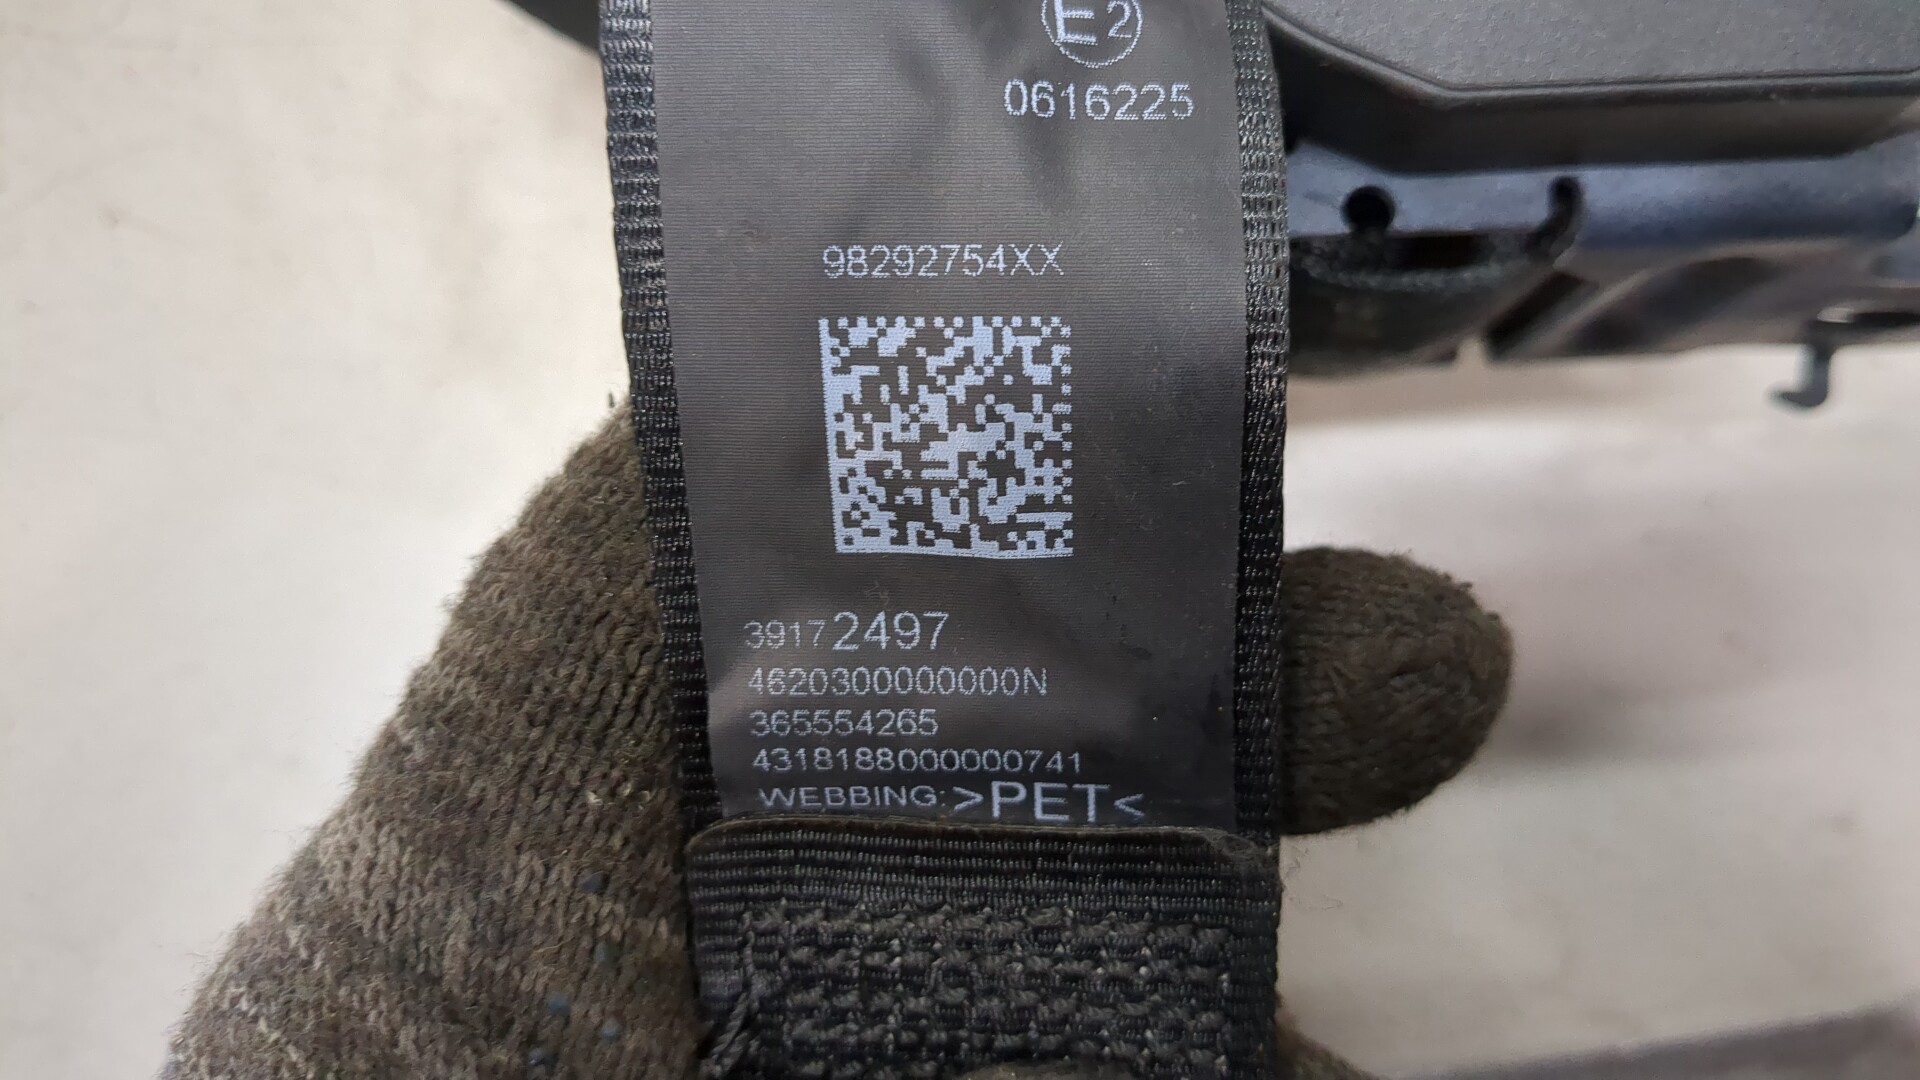 E2
0616225
98292754XX
39172497
4620300000000N
365554265
4318188000000741
WEBBING: >PET<